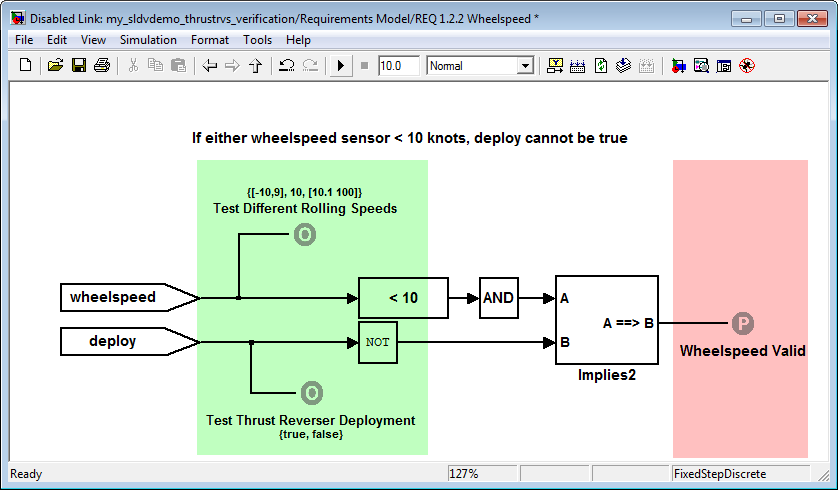 Disabled Link: my_sldvdemo_thrustrvs_verification/Requirements Model/REQ 1.2.2 Wheelspeed *
File Edit View Simulation Format Tools Help
10.0 Normal
If either wheelspeed sensor < 10 knots, deploy cannot be true
{[-10,9], 10, [10.1 100]}
Test Different Rolling Speeds
O
wheelspeed
< 10
AND
A
A ==> B
P
deploy
NOT
B
Wheelspeed Valid
Implies2
O
Test Thrust Reverser Deployment
{true, false}
Ready 127% FixedStepDiscrete